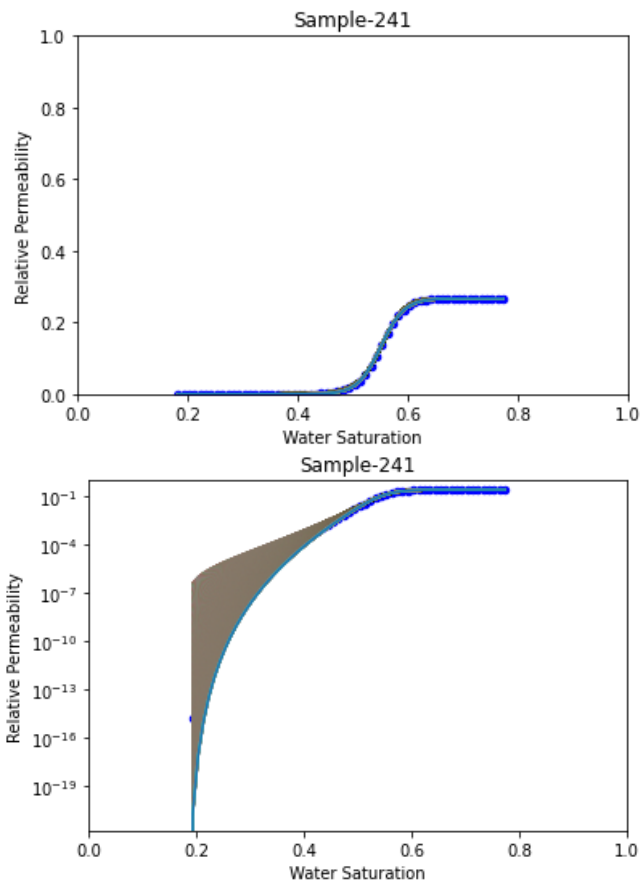 Sample-241
1.0
0.8
0.6
0.4
0.2
0.0
Relative Permeability
0.0 0.2 0.4 0.6 0.8 1.0
Water Saturation
Sample-241
10⁻¹
10⁻⁴
10⁻⁷
10⁻¹⁰
10⁻¹³
10⁻¹⁶
10⁻¹⁹
Relative Permeability
0.0 0.2 0.4 0.6 0.8 1.0
Water Saturation